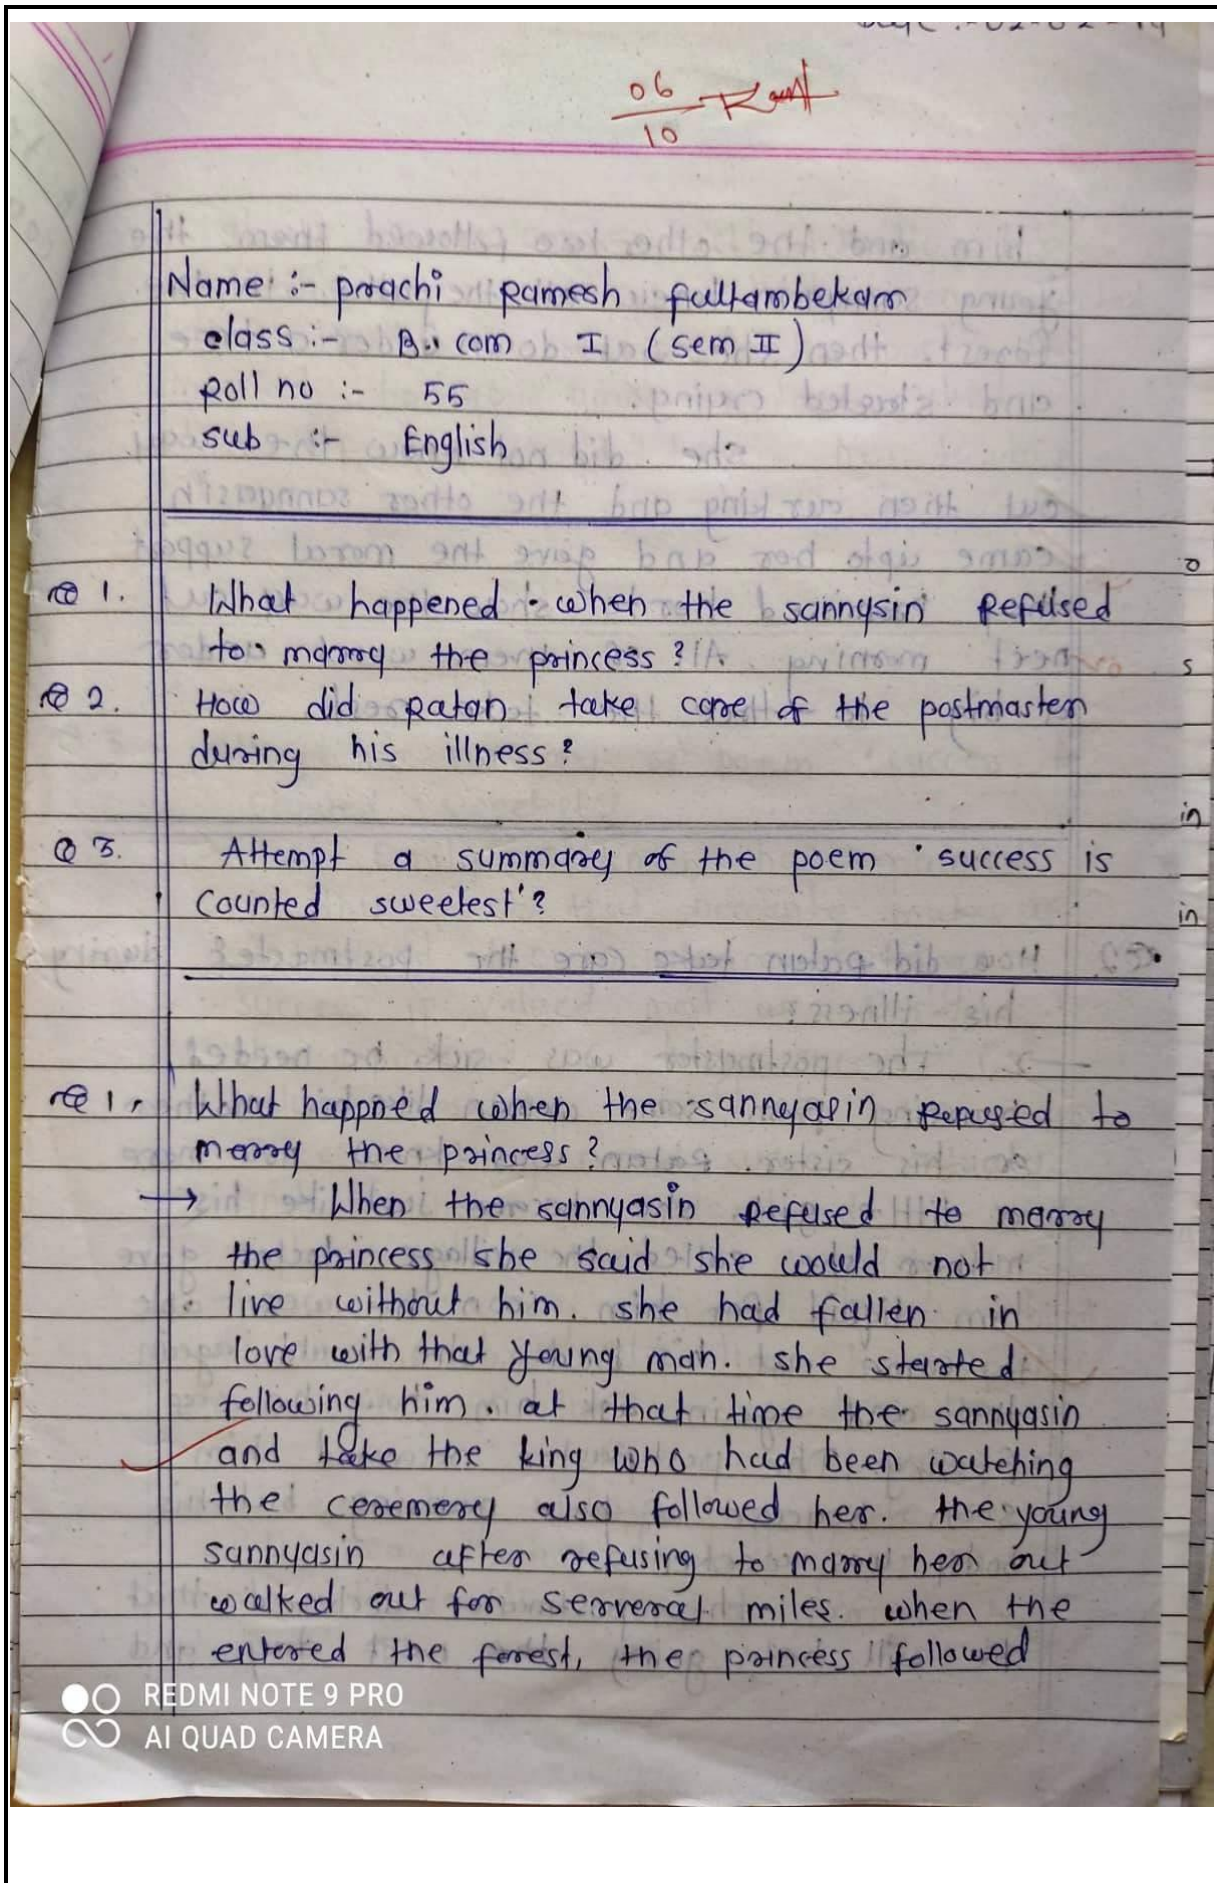 06
10
Name :- prachi Ramesh fultambekar
class :- B. com I (sem II)
Roll no :- 55
sub :- English
Q 1. What happened when the sannysin Refused
to marry the princess ?
Q 2. How did Ratan take care of the postmaster
during his illness ?
Q 3. Attempt a summary of the poem 'success is
counted sweetest' ?
Q 1. What happned when the sannyasin Repused to
marry the princess ?
→ When the sannyasin Refused to marry
the princess she said she would not
live without him. she had fallen in
love with that young man. she started
following him. at that time the sannyasin
and take the king who had been watching
the ceremery also followed her. the young
sannyasin after refusing to marry her out
walked out for serveral miles. when the
entered the forest, the princess followed
REDMI NOTE 9 PRO
AI QUAD CAMERA